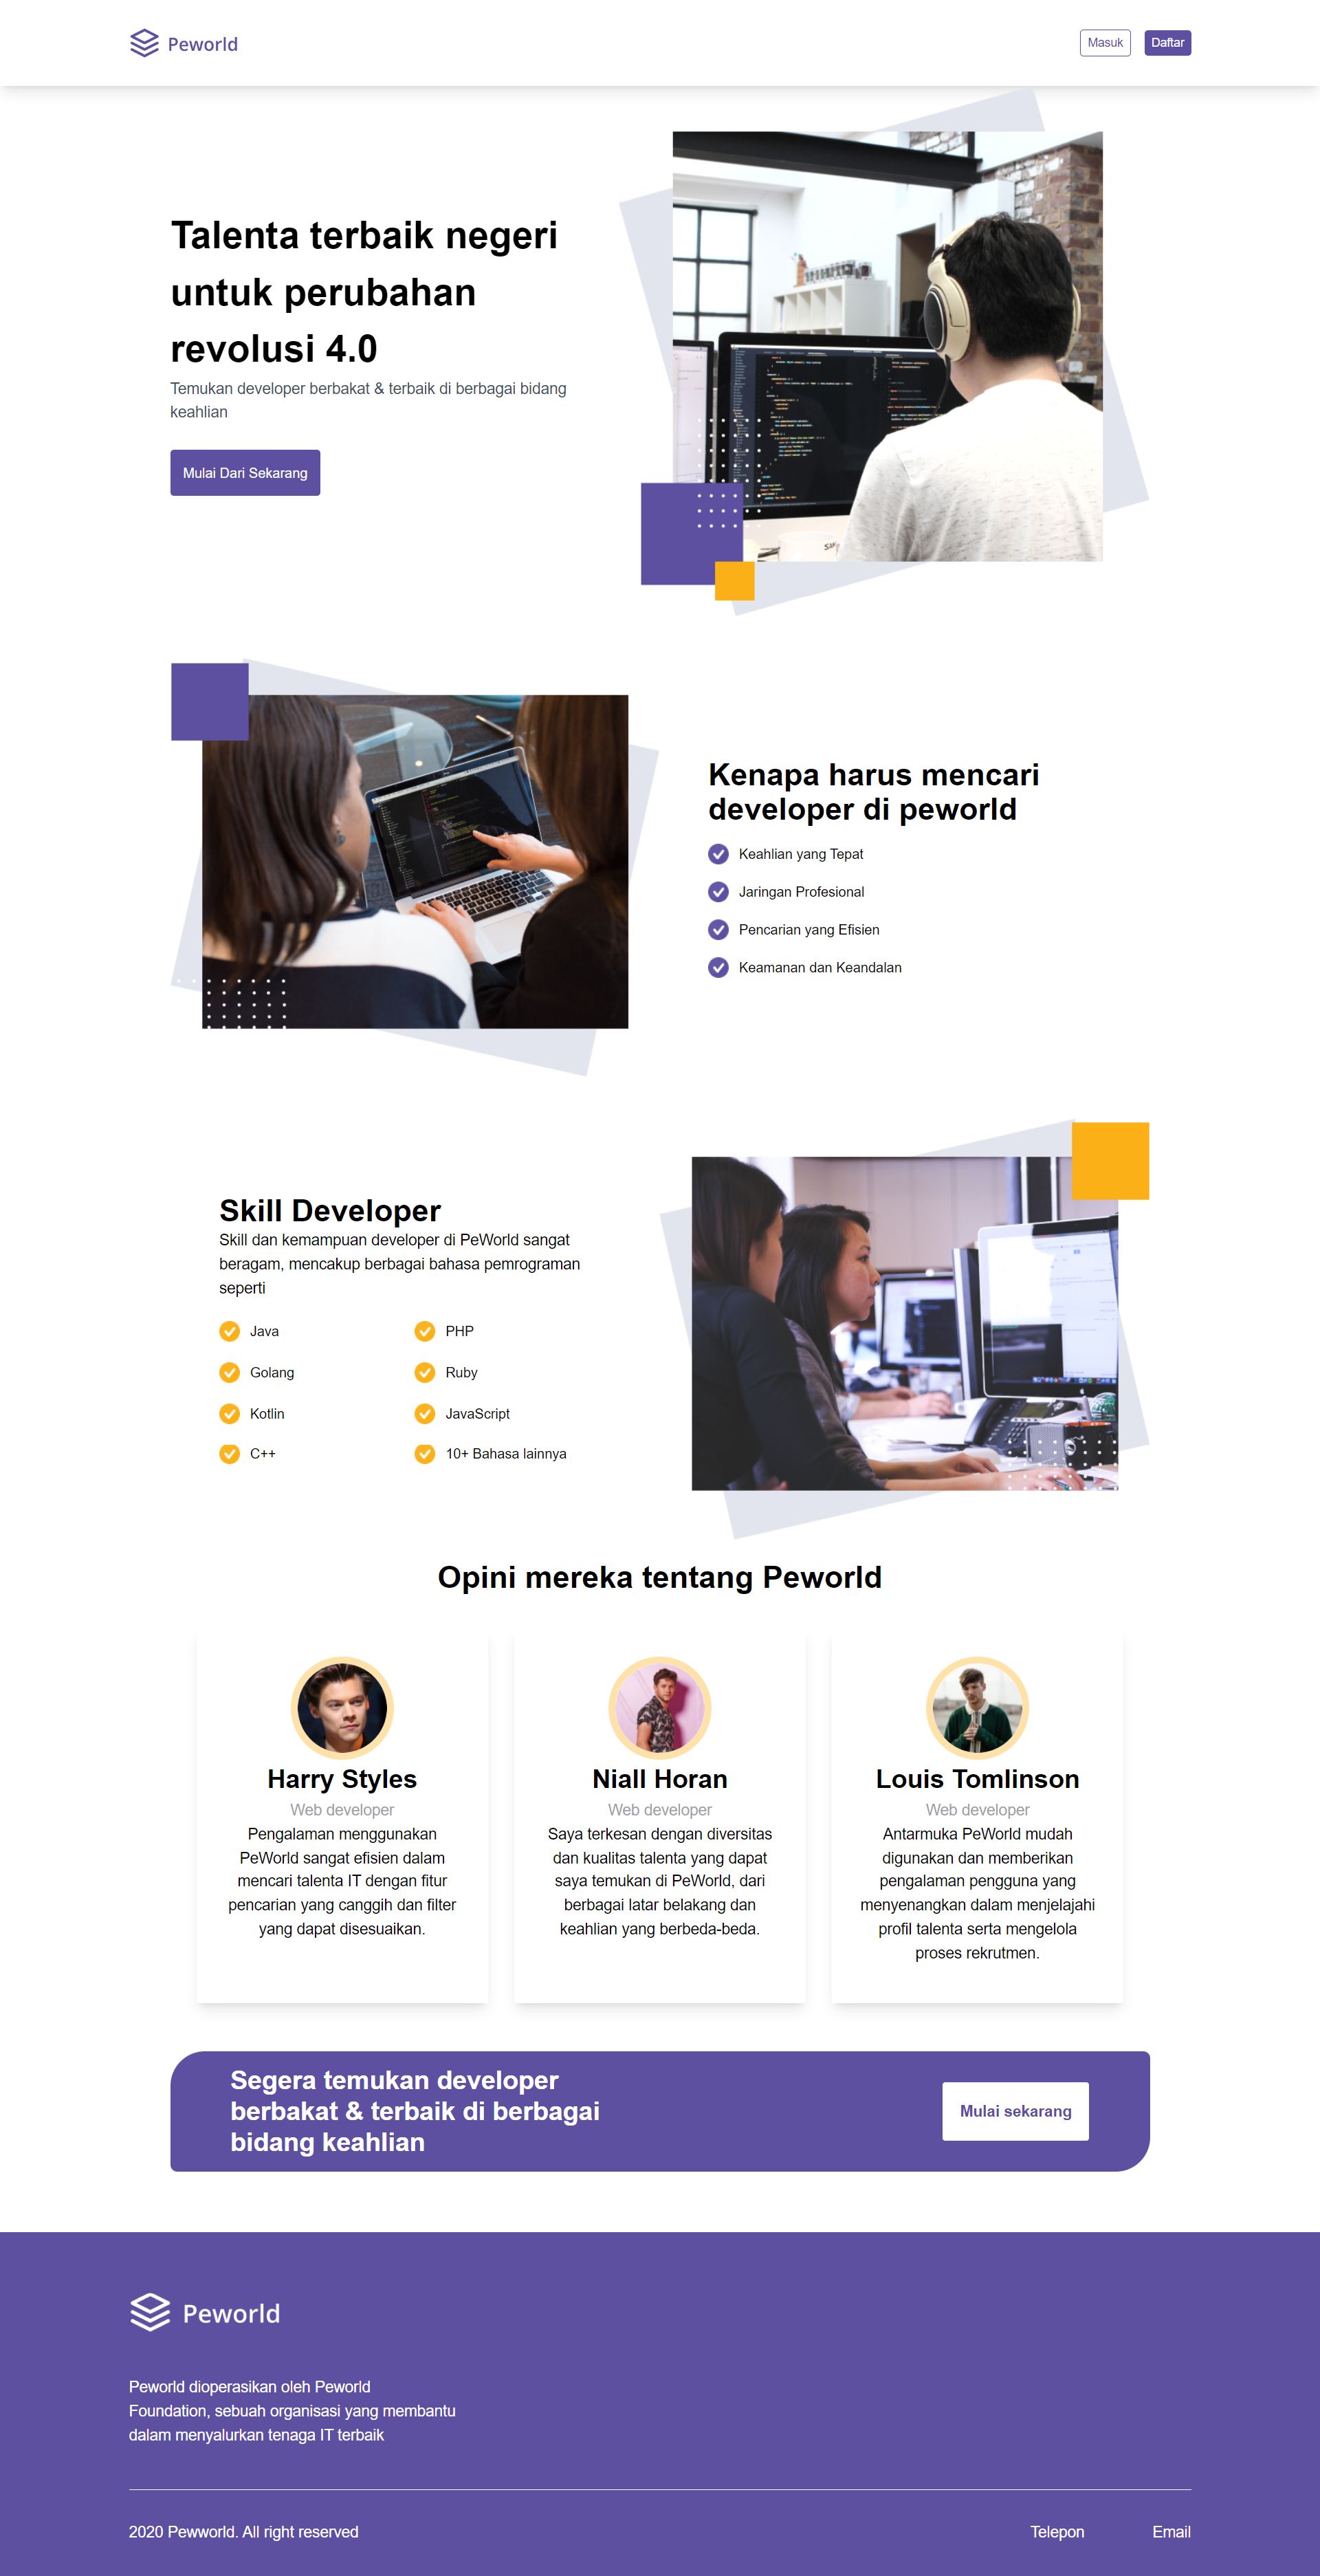 Peworld
Masuk
Daftar
Talenta terbaik negeri
untuk perubahan
revolusi 4.0
Temukan developer berbakat & terbaik di berbagai bidang
keahlian
Mulai Dari Sekarang
Kenapa harus mencari
developer di peworld
Keahlian yang Tepat
Jaringan Profesional
Pencarian yang Efisien
Keamanan dan Keandalan
Skill Developer
Skill dan kemampuan developer di PeWorld sangat
beragam, mencakup berbagai bahasa pemrograman
seperti
Java
PHP
Golang
Ruby
Kotlin
JavaScript
C++
10+ Bahasa lainnya
Opini mereka tentang Peworld
Harry Styles
Web developer
Pengalaman menggunakan
PeWorld sangat efisien dalam
mencari talenta IT dengan fitur
pencarian yang canggih dan filter
yang dapat disesuaikan.
Niall Horan
Web developer
Saya terkesan dengan diversitas
dan kualitas talenta yang dapat
saya temukan di PeWorld, dari
berbagai latar belakang dan
keahlian yang berbeda-beda.
Louis Tomlinson
Web developer
Antarmuka PeWorld mudah
digunakan dan memberikan
pengalaman pengguna yang
menyenangkan dalam menjelajahi
profil talenta serta mengelola
proses rekrutmen.
Segera temukan developer
berbakat & terbaik di berbagai
bidang keahlian
Mulai sekarang
Peworld
Peworld dioperasikan oleh Peworld
Foundation, sebuah organisasi yang membantu
dalam menyalurkan tenaga IT terbaik
2020 Pewworld. All right reserved
Telepon
Email